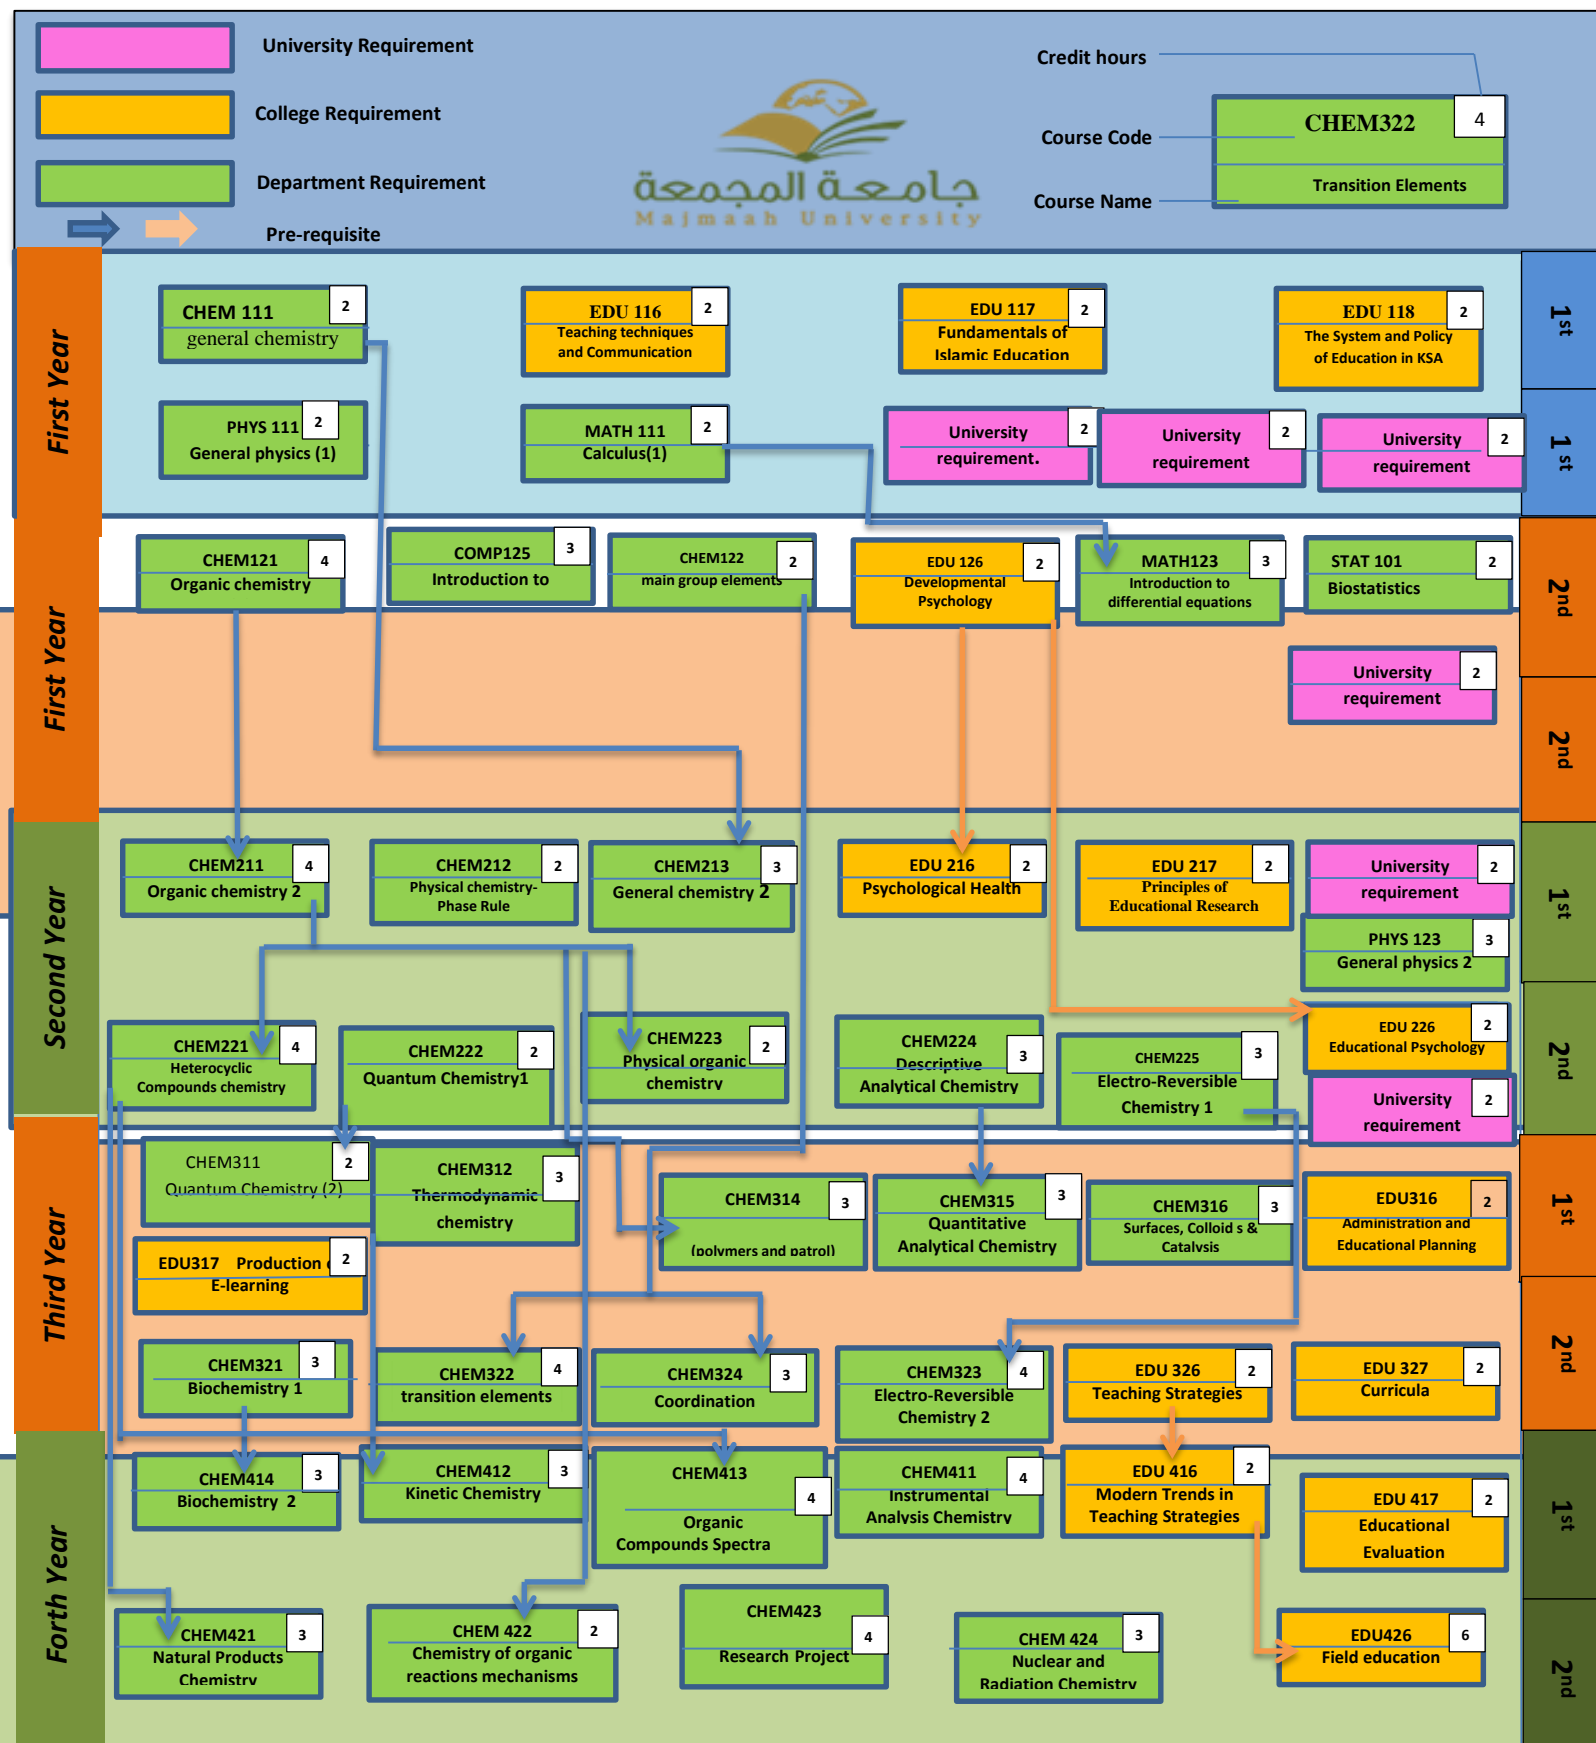 University Requirement
College Requirement
Department Requirement
Pre-requisite
جامعة المجمعة
Majmaah University
Credit hours
Course Code
Course Name
CHEM322
4
Transition Elements
First Year
1st
CHEM 111
2
general chemistry
EDU 116
2
Teaching techniques
and Communication
EDU 117
2
Fundamentals of
Islamic Education
EDU 118
2
The System and Policy
of Education in KSA
1st
PHYS 111
2
General physics (1)
MATH 111
2
Calculus(1)
University
2
requirement.
University
2
requirement
University
2
requirement
First Year
2nd
CHEM121
4
Organic chemistry
COMP125
3
Introduction to
CHEM122
2
main group elements
EDU 126
2
Developmental
Psychology
MATH123
3
Introduction to
differential equations
STAT 101
2
Biostatistics
University
2
requirement
2nd
Second Year
1st
CHEM211
4
Organic chemistry 2
CHEM212
2
Physical chemistry-
Phase Rule
CHEM213
3
General chemistry 2
EDU 216
2
Psychological Health
EDU 217
2
Principles of
Educational Research
University
2
requirement
PHYS 123
3
General physics 2
2nd
CHEM221
4
Heterocyclic
Compounds chemistry
CHEM222
2
Quantum Chemistry1
CHEM223
2
Physical organic
chemistry
CHEM224
3
Descriptive
Analytical Chemistry
CHEM225
3
Electro-Reversible
Chemistry 1
EDU 226
2
Educational Psychology
University
2
requirement
Third Year
1st
CHEM311
2
Quantum Chemistry (2)
CHEM312
3
Thermodynamic
chemistry
CHEM314
3
(polymers and patrol)
CHEM315
3
Quantitative
Analytical Chemistry
CHEM316
3
Surfaces, Colloid s &
Catalysis
EDU316
2
Administration and
Educational Planning
EDU317 Production
2
E-learning
2nd
CHEM321
3
Biochemistry 1
CHEM322
4
transition elements
CHEM324
3
Coordination
CHEM323
4
Electro-Reversible
Chemistry 2
EDU 326
2
Teaching Strategies
EDU 327
2
Curricula
Forth Year
1st
CHEM414
3
Biochemistry 2
CHEM412
3
Kinetic Chemistry
CHEM413
4
Organic
Compounds Spectra
CHEM411
4
Instrumental
Analysis Chemistry
EDU 416
2
Modern Trends in
Teaching Strategies
EDU 417
2
Educational
Evaluation
2nd
CHEM421
3
Natural Products
Chemistry
CHEM 422
2
Chemistry of organic
reactions mechanisms
CHEM423
4
Research Project
CHEM 424
3
Nuclear and
Radiation Chemistry
EDU426
6
Field education